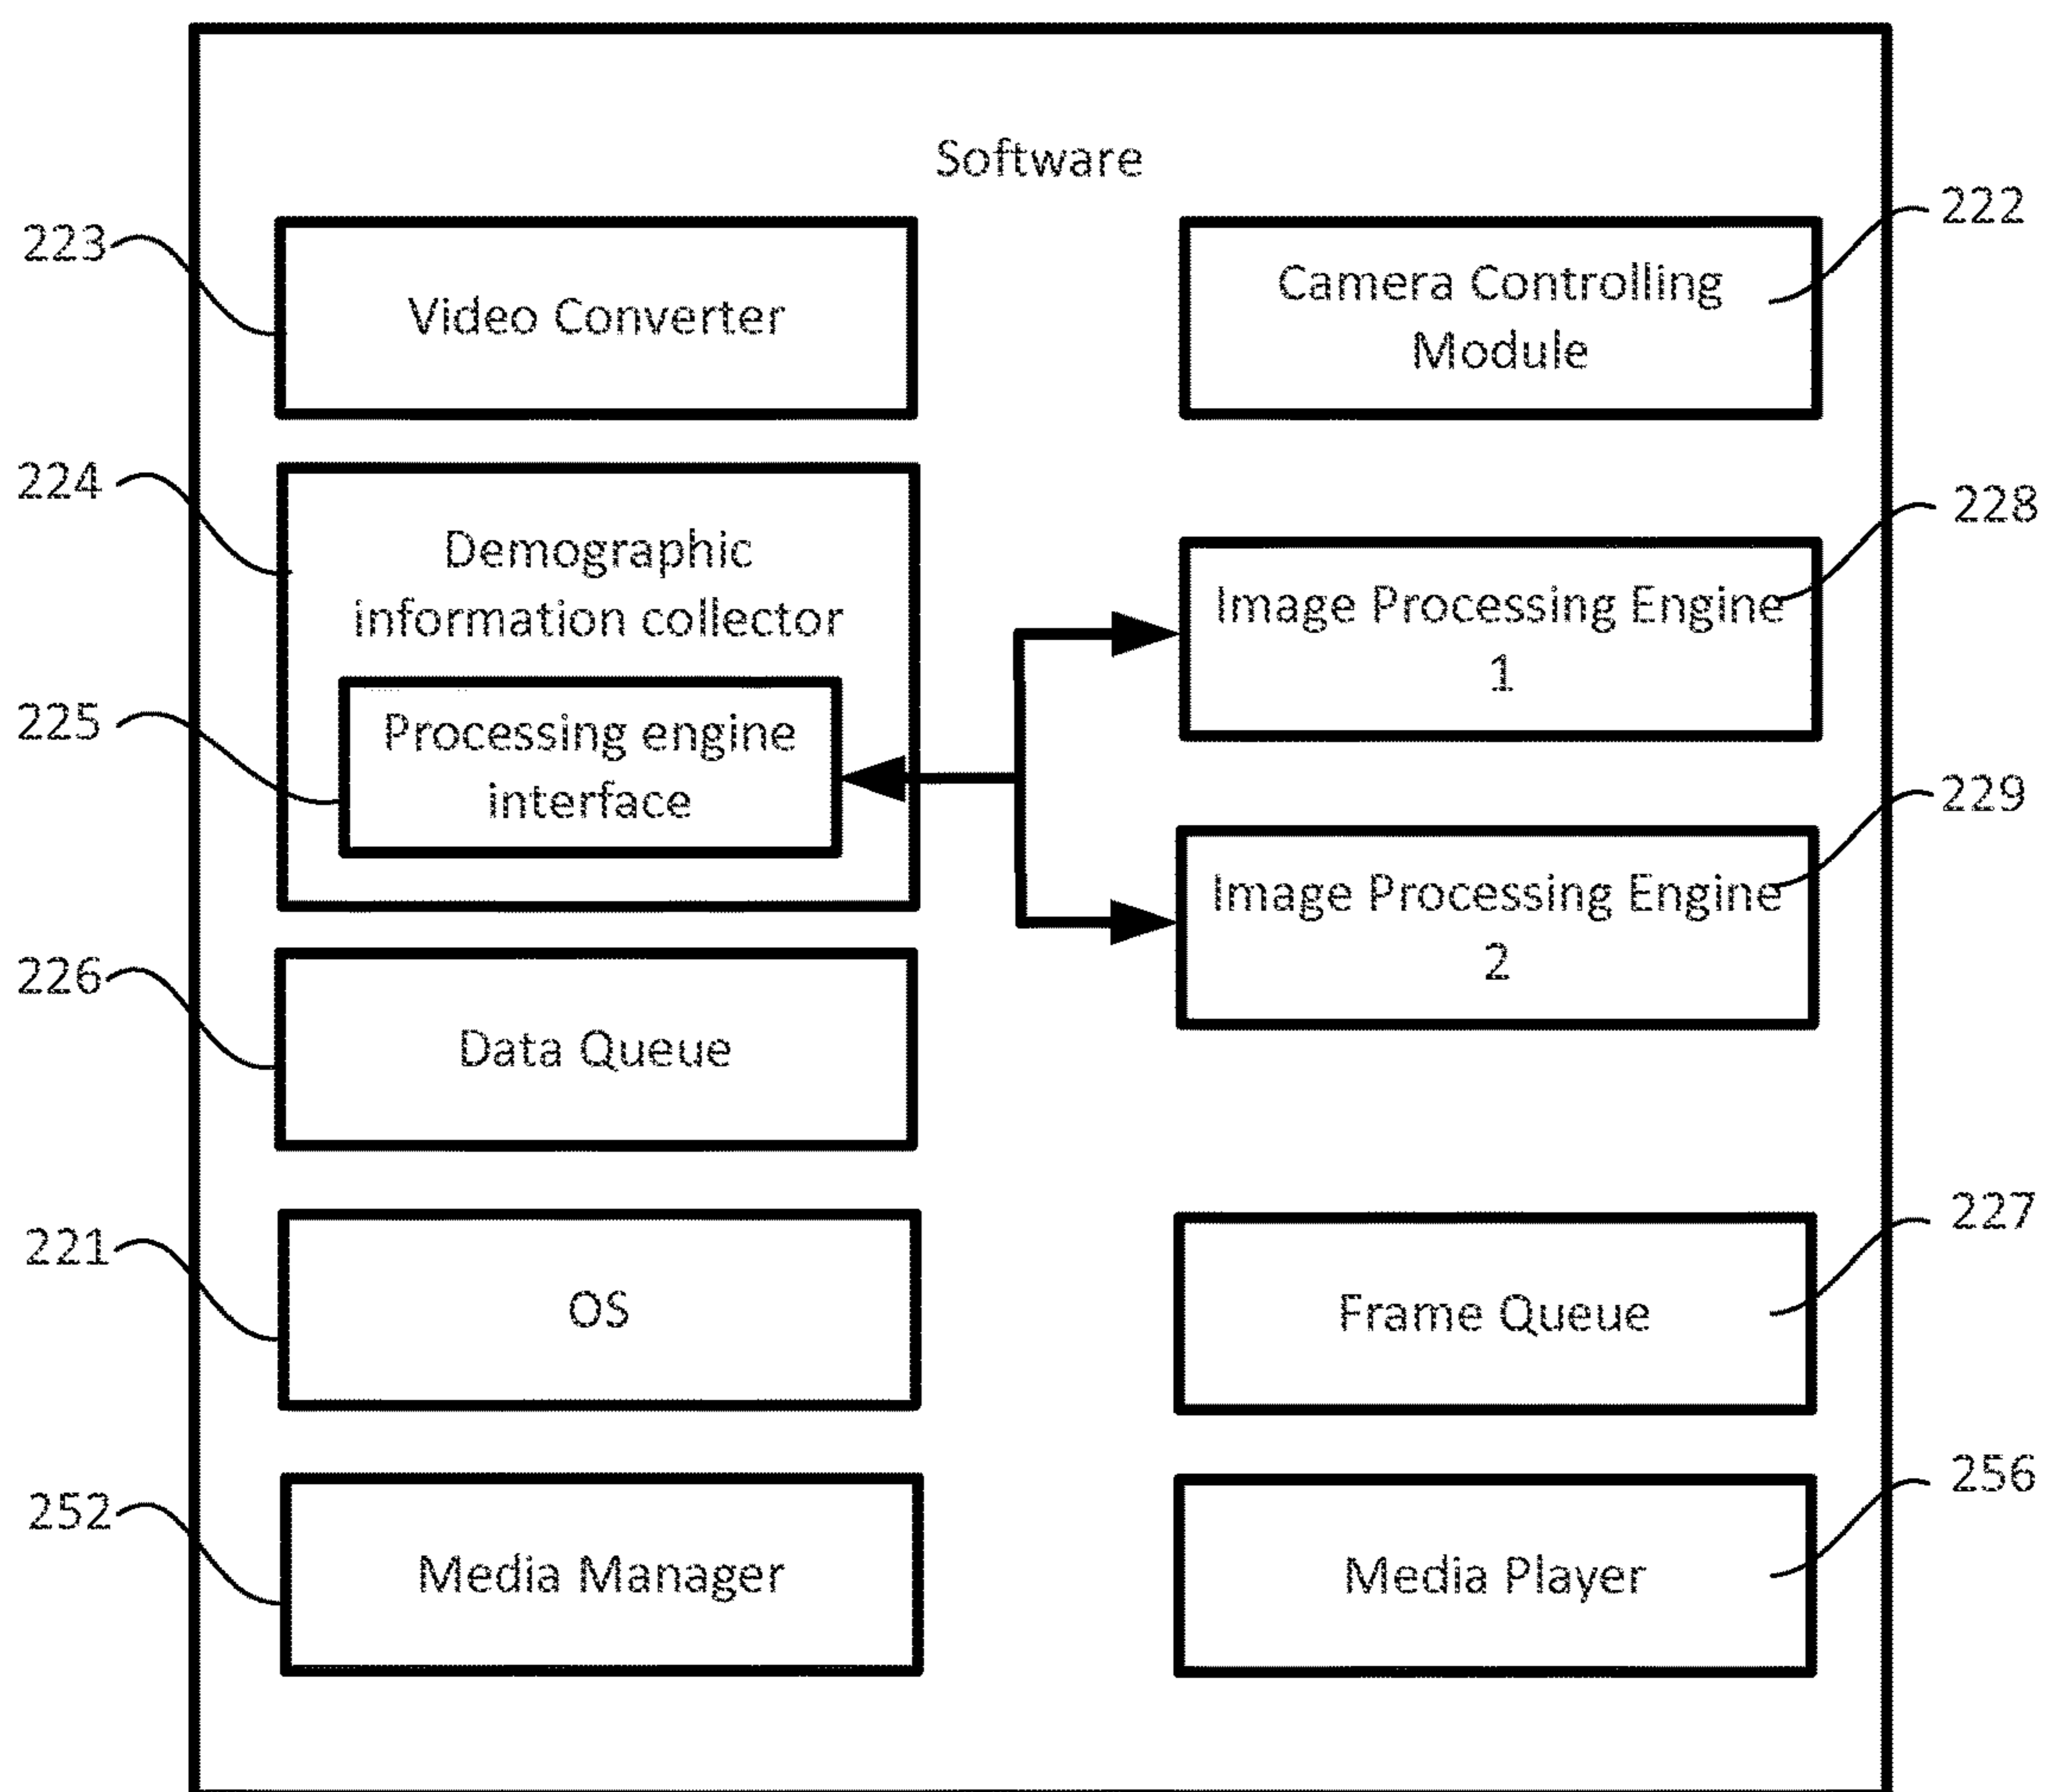 Software
223
Video Converter
Camera Controlling
Module
222
224
Demographic
information collector
225
Processing engine
interface
Image Processing Engine
1
228
Image Processing Engine
2
229
226
Data Queue
221
OS
Frame Queue
227
252
Media Manager
Media Player
256